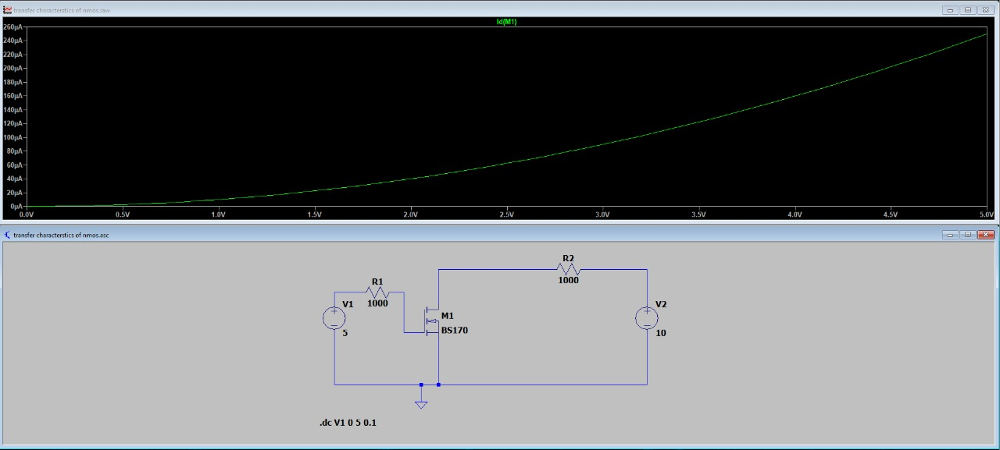 transfer characterstics of nmos.raw
Id(M1)
260µA
240µA
220µA
200µA
180µA
160µA
140µA
120µA
100µA
80µA
60µA
40µA
20µA
0µA
0.0V 0.5V 1.0V 1.5V 2.0V 2.5V 3.0V 3.5V 4.0V 4.5V 5.0V
transfer characterstics of nmos.asc
R2
1000
R1
1000
V1
5
M1
BS170
V2
10
.dc V1 0 5 0.1